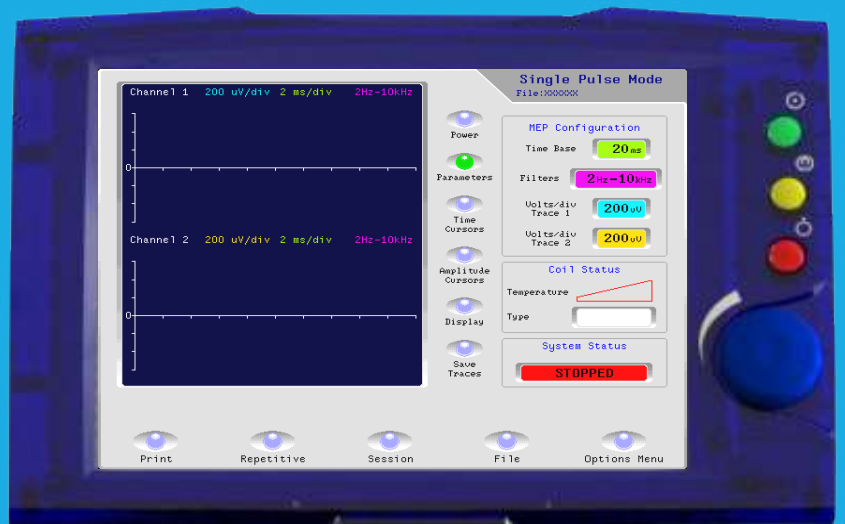 Single Pulse Mode
File:XXXXXX
Channel 1 200 uV/div 2 ms/div 2Hz-10kHz
0
Channel 2 200 uV/div 2 ms/div 2Hz-10kHz
0
Power
Parameters
Time
Cursors
Amplitude
Cursors
Display
Save
Traces
MEP Configuration
Time Base 20 ms
Filters 2Hz-10kHz
Volts/div
Trace 1
200uV
Volts/div
Trace 2
200uV
Coil Status
Temperature
Type
System Status
STOPPED
Print Repetitive Session File Options Menu